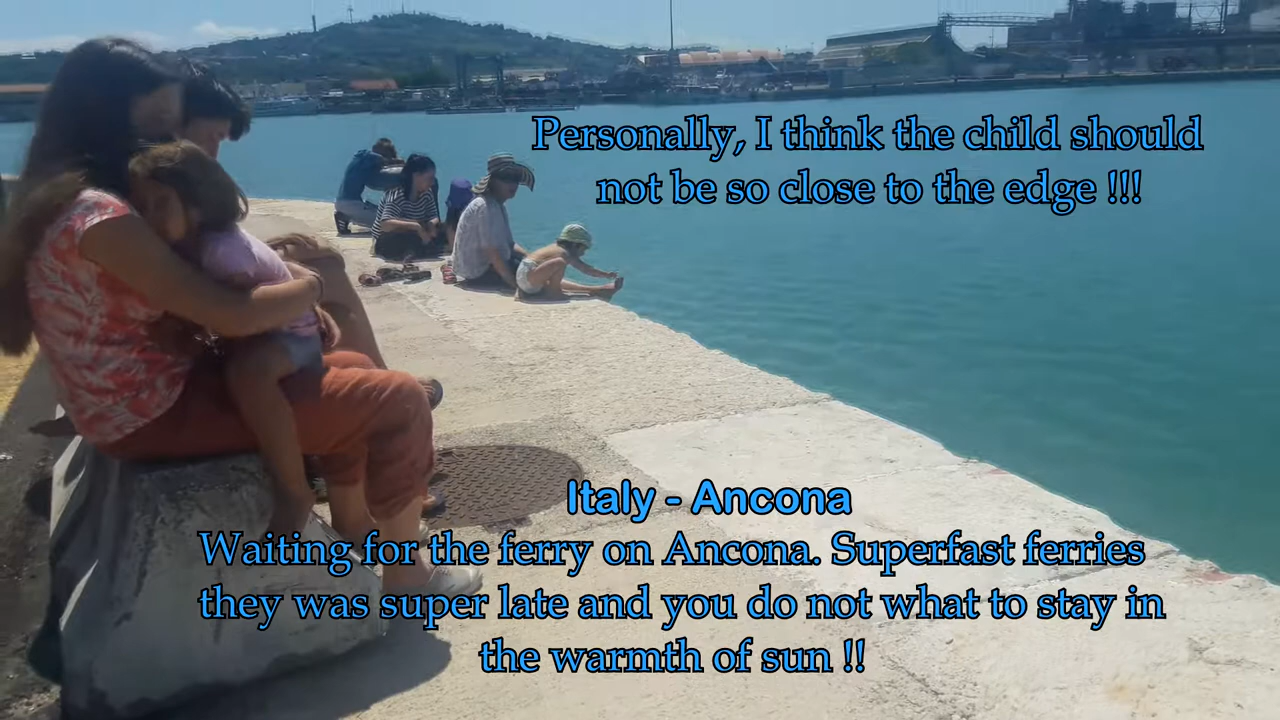 Personally, I think the child should
not be so close to the edge !!!
Italy - Ancona
Waiting for the ferry on Ancona. Superfast ferries
they was super late and you do not what to stay in
the warmth of sun !!